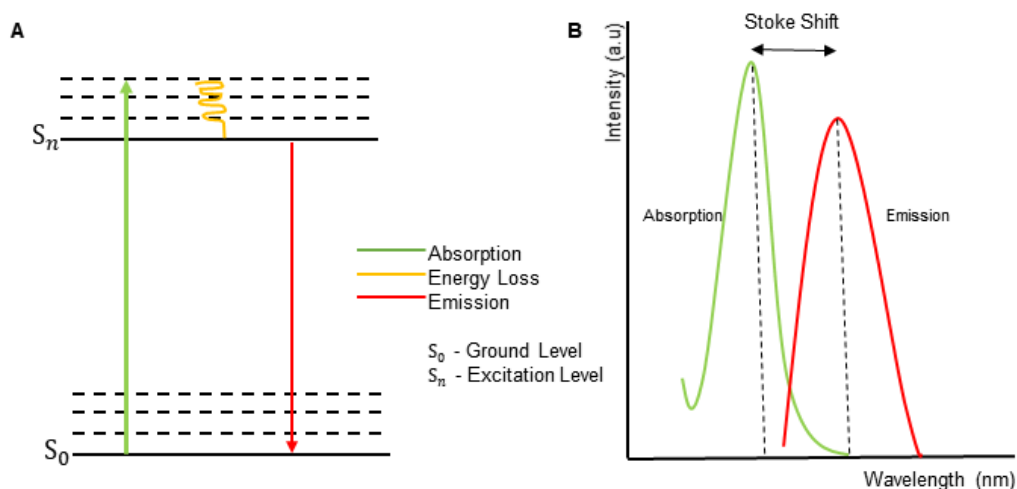 A
Sₙ
S₀
Absorption
Energy Loss
Emission
S₀ - Ground Level
Sₙ - Excitation Level
B
Stoke Shift
Intensity (a.u)
Absorption
Emission
Wavelength (nm)